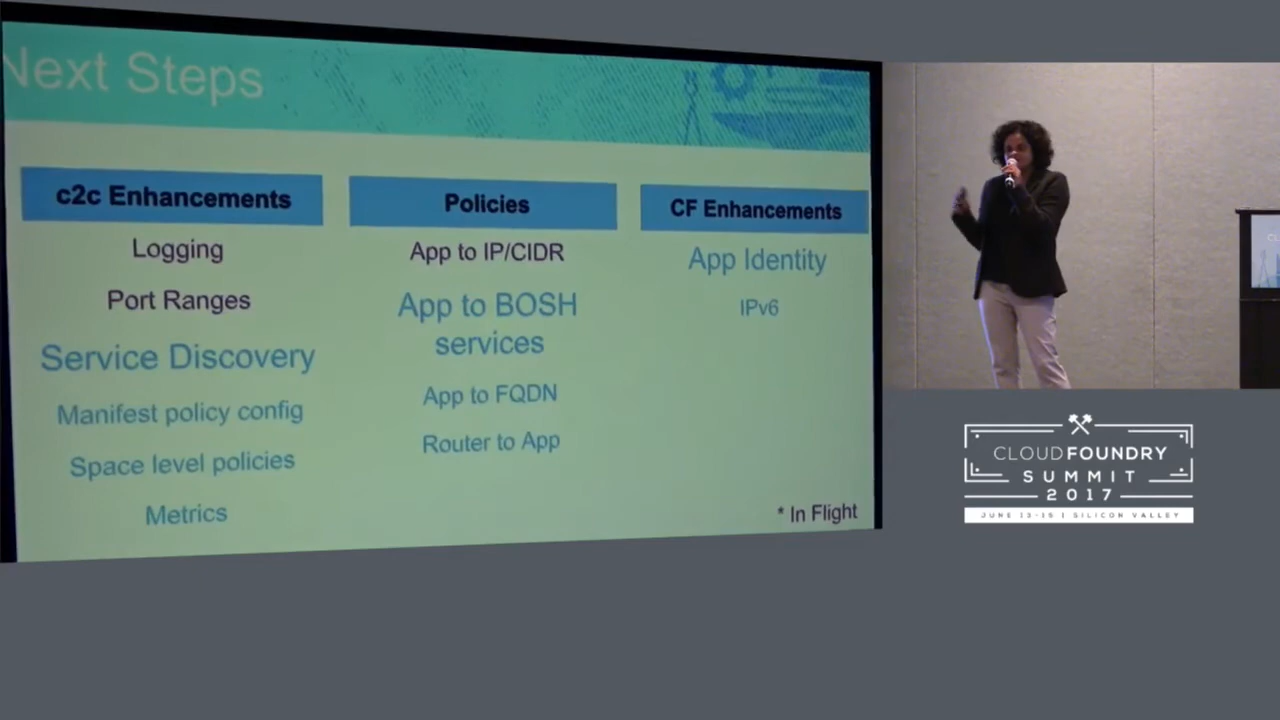 Next Steps
c2c Enhancements
Logging
Port Ranges
Service Discovery
Manifest policy config
Space level policies
Metrics
Policies
App to IP/CIDR
App to BOSH
services
App to FQDN
Router to App
CF Enhancements
App Identity
IPv6
* In Flight
CLOUD FOUNDRY
SUMMIT
2017
JUNE 13-15 | SILICON VALLEY